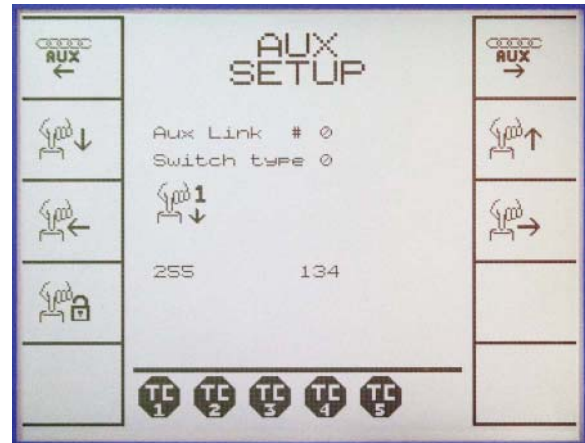 AUX
AUX
SETUP
AUX
Aux Link # 0
Switch type 0
1
255 134
TC 1
TC 2
TC 3
TC 4
TC 5